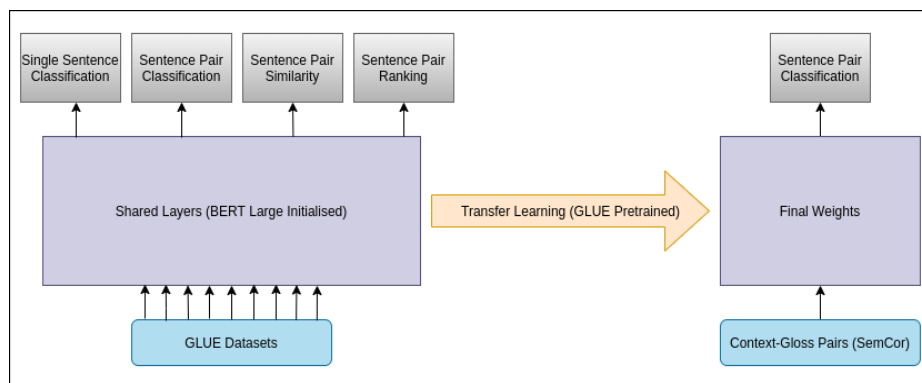 Single Sentence
Classification
Sentence Pair
Classification
Sentence Pair
Similarity
Sentence Pair
Ranking
Sentence Pair
Classification
Shared Layers (BERT Large Initialised)
Transfer Learning (GLUE Pretrained)
Final Weights
GLUE Datasets
Context-Gloss Pairs (SemCor)